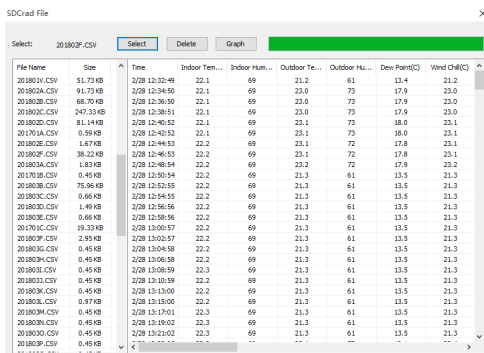 SDCrad File
Select: 201802F.CSV Select Delete Graph
File Name Size Time Indoor Tem... Indoor Hum... Outdoor Te... Outdoor Hu... Dew Point(C) Wind Chill(C)
201801V.CSV 51.73 KB 2/28 12:32:49 22.1 69 21.2 61 13.4 21.2
201802A.CSV 91.73 KB 2/28 12:34:50 22.1 69 23.0 73 17.9 23.0
201802B.CSV 68.70 KB 2/28 12:36:50 22.1 69 23.0 73 17.9 23.0
201802C.CSV 247.33 KB 2/28 12:38:51 22.1 69 23.0 73 17.9 23.0
201802D.CSV 81.14 KB 2/28 12:40:52 22.1 69 23.1 73 18.0 23.1
201701A.CSV 0.59 KB 2/28 12:42:52 22.1 69 23.1 73 18.0 23.1
201802E.CSV 1.67 KB 2/28 12:44:53 22.2 69 23.1 72 17.8 23.1
201802F.CSV 38.22 KB 2/28 12:46:53 22.2 69 23.1 72 17.8 23.1
201803A.CSV 1.83 KB 2/28 12:48:54 22.2 69 23.2 72 17.9 23.2
201701B.CSV 0.45 KB 2/28 12:50:54 22.2 69 21.3 61 13.5 21.3
201803B.CSV 75.96 KB 2/28 12:52:55 22.2 69 21.3 61 13.5 21.3
201803C.CSV 0.66 KB 2/28 12:54:55 22.2 69 21.3 61 13.5 21.3
201803D.CSV 1.49 KB 2/28 12:56:56 22.2 69 21.3 61 13.5 21.3
201803E.CSV 0.66 KB 2/28 12:58:56 22.2 69 21.3 61 13.5 21.3
201701C.CSV 19.33 KB 2/28 13:00:57 22.2 69 21.3 61 13.5 21.3
201803F.CSV 2.95 KB 2/28 13:02:57 22.2 69 21.3 61 13.5 21.3
201803G.CSV 0.45 KB 2/28 13:04:58 22.2 69 21.3 61 13.5 21.3
201803H.CSV 0.45 KB 2/28 13:06:58 22.2 69 21.3 61 13.5 21.3
201803I.CSV 0.45 KB 2/28 13:08:59 22.3 69 21.3 61 13.5 21.3
201803J.CSV 0.45 KB 2/28 13:10:59 22.3 69 21.3 61 13.5 21.3
201803K.CSV 0.45 KB 2/28 13:13:00 22.3 69 21.3 61 13.5 21.3
201803L.CSV 0.97 KB 2/28 13:15:00 22.3 69 21.3 61 13.5 21.3
201803M.CSV 0.45 KB 2/28 13:17:01 22.3 69 21.3 61 13.5 21.3
201803N.CSV 0.45 KB 2/28 13:19:02 22.3 69 21.3 61 13.5 21.3
201803O.CSV 0.45 KB 2/28 13:21:02 22.3 69 21.3 61 13.5 21.3
201803P.CSV 0.45 KB